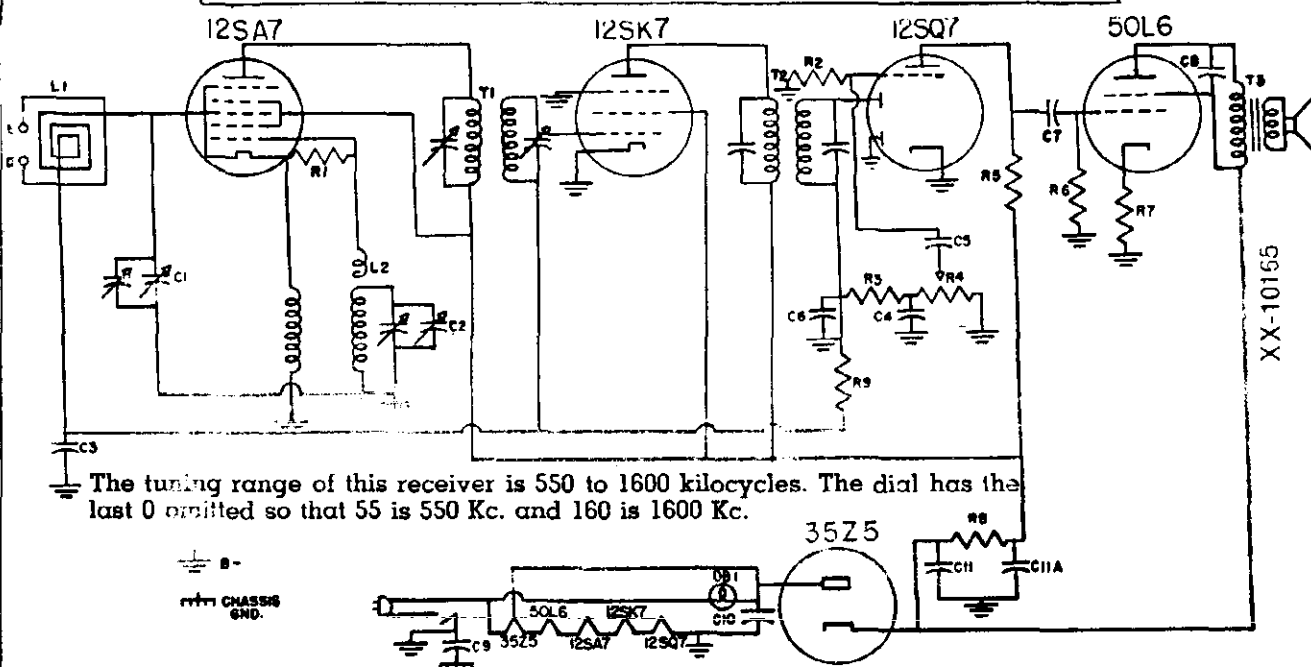 12SA7
12SK7
12SQ7
50L6
L1
T1
T2
R2
C8
T3
R1
C7
R5
R6
R7
C1
L2
C2
C5
R3
R4
C6
C4
R9
C3
XX-10155
The tuning range of this receiver is 550 to 1600 kilocycles. The dial has the
last 0 omitted so that 55 is 550 Kc. and 160 is 1600 Kc.
35Z5
R8
C11
C11A
B-
CHASSIS
GND.
C10
50L6
12SK7
35Z5
12SA7
12SQ7
C9